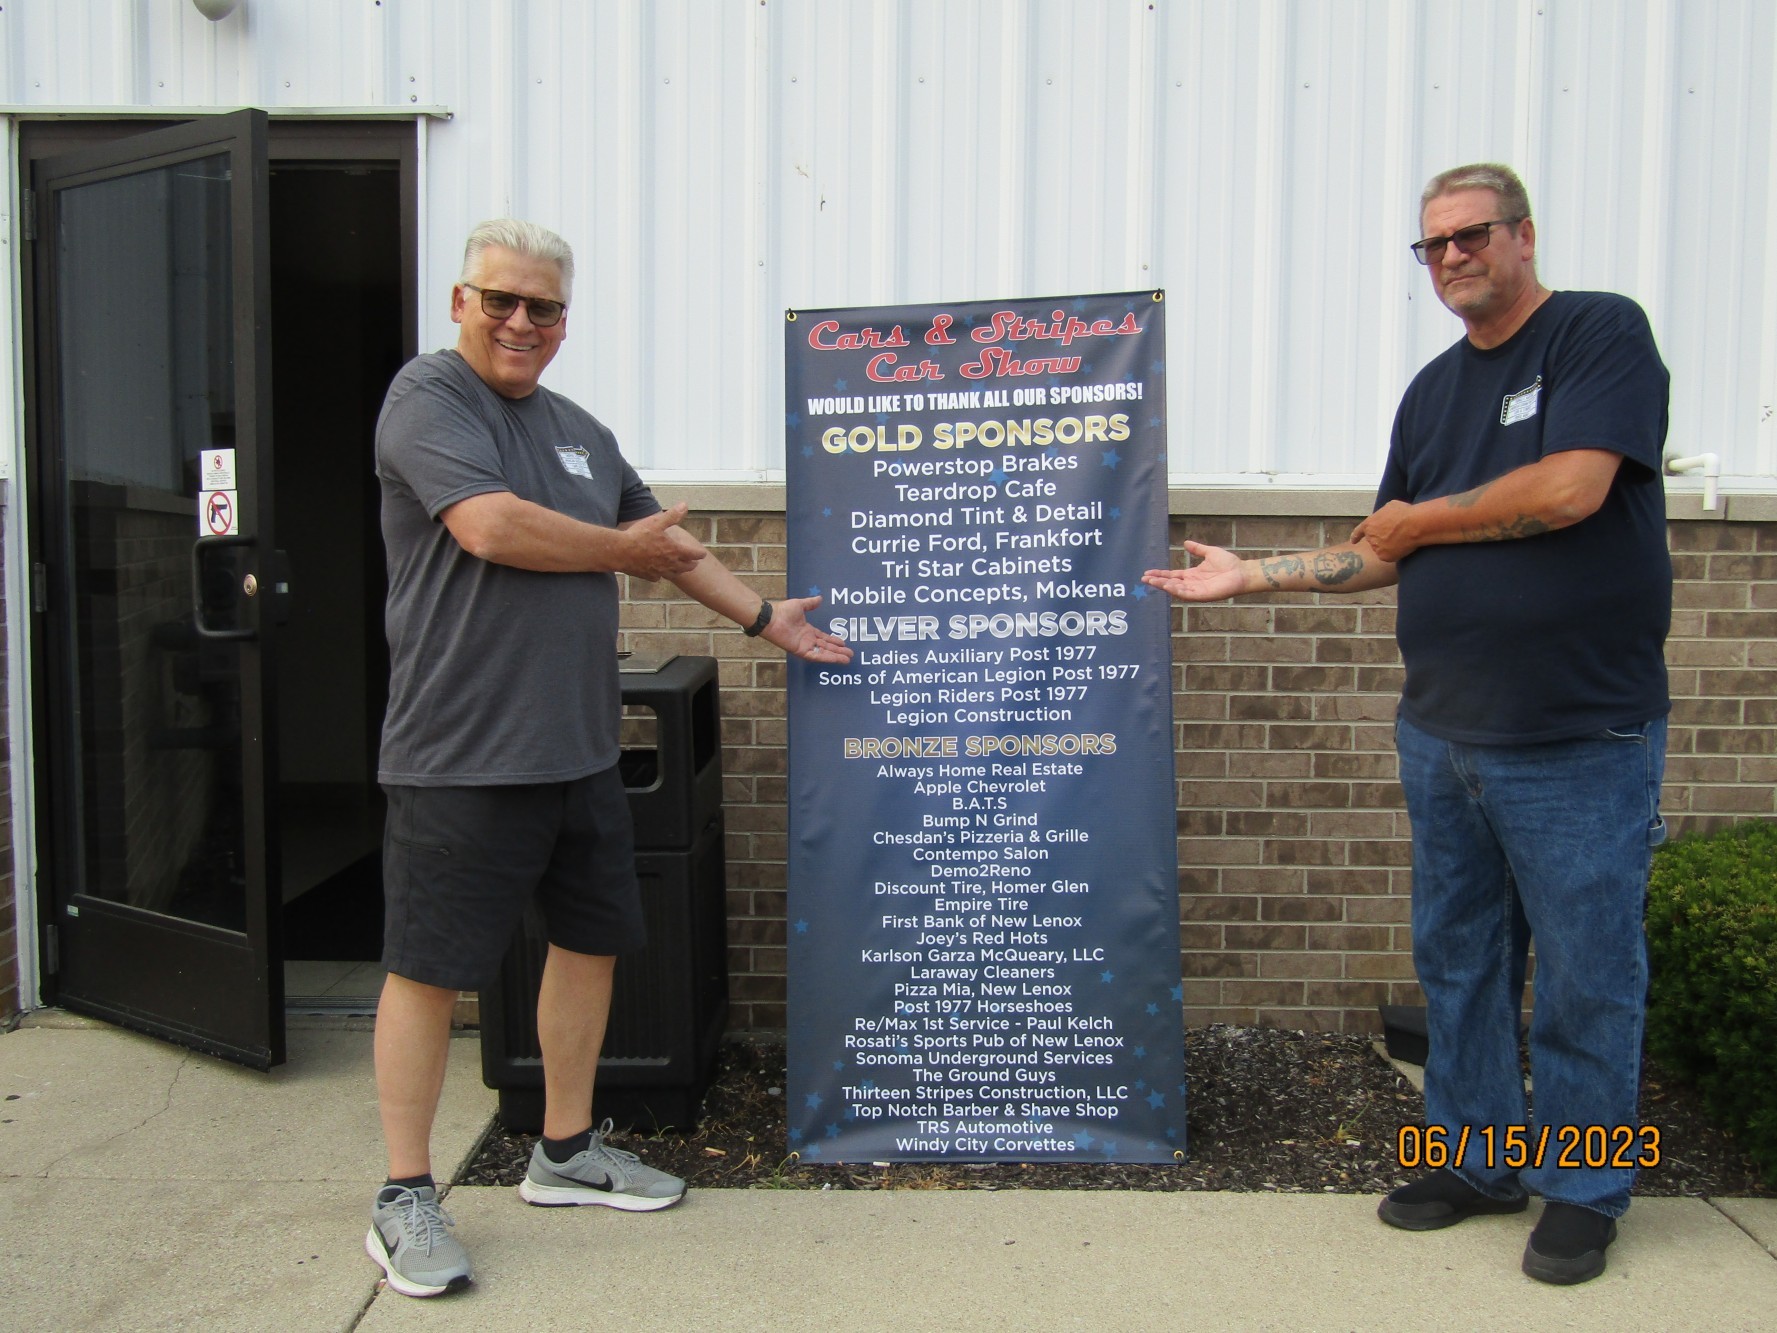 Cars & Stripes
Car Show
WOULD LIKE TO THANK ALL OUR SPONSORS!
GOLD SPONSORS
Powerstop Brakes
Teardrop Cafe
Diamond Tint & Detail
Currie Ford, Frankfort
Tri Star Cabinets
Mobile Concepts, Mokena
SILVER SPONSORS
Ladies Auxiliary Post 1977
Sons of American Legion Post 1977
Legion Riders Post 1977
Legion Construction
BRONZE SPONSORS
Always Home Real Estate
Apple Chevrolet
B.A.T.S
Bump N Grind
Chesdan's Pizzeria & Grille
Contempo Salon
Demo2Reno
Discount Tire, Homer Glen
Empire Tire
First Bank of New Lenox
Joey's Red Hots
Karlson Garza McQueary, LLC
Laraway Cleaners
Pizza Mia, New Lenox
Post 1977 Horseshoes
Re/Max 1st Service - Paul Kelch
Rosati's Sports Pub of New Lenox
Sonoma Underground Services
The Ground Guys
Thirteen Stripes Construction, LLC
Top Notch Barber & Shave Shop
TRS Automotive
Windy City Corvettes
06/15/2023